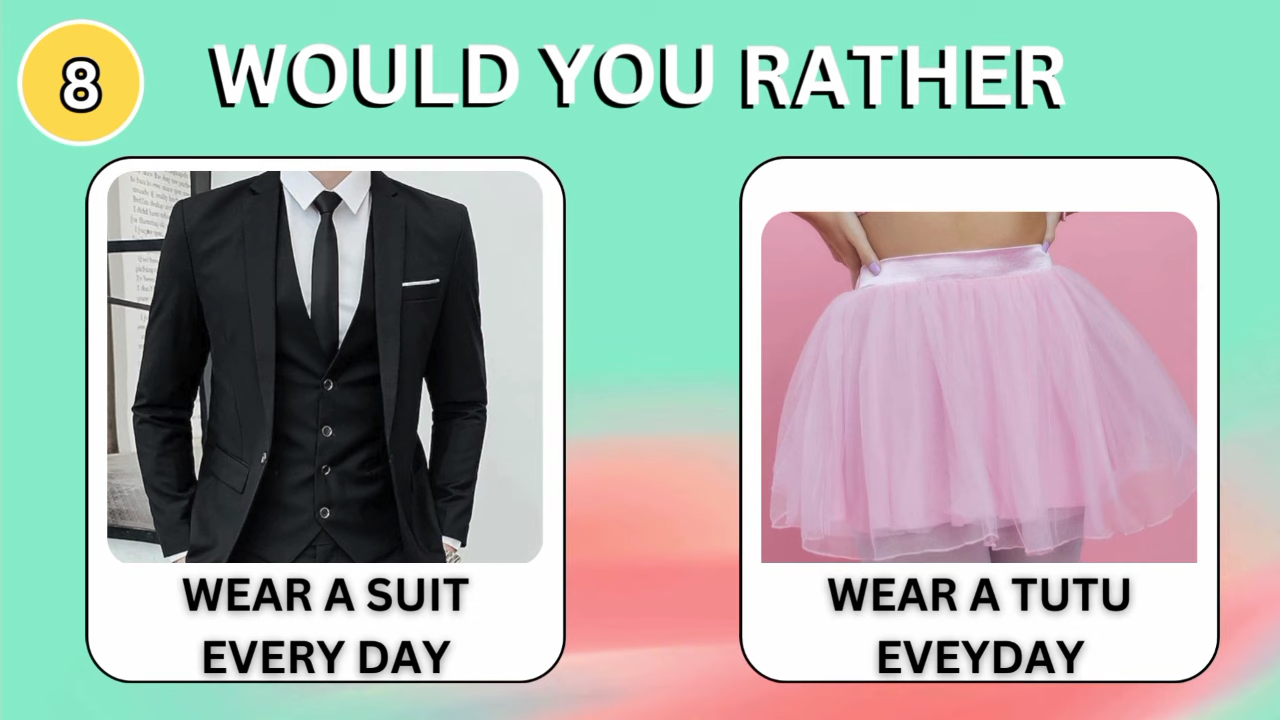 8
WOULD YOU RATHER
WEAR A SUIT
EVERY DAY
WEAR A TUTU
EVEYDAY